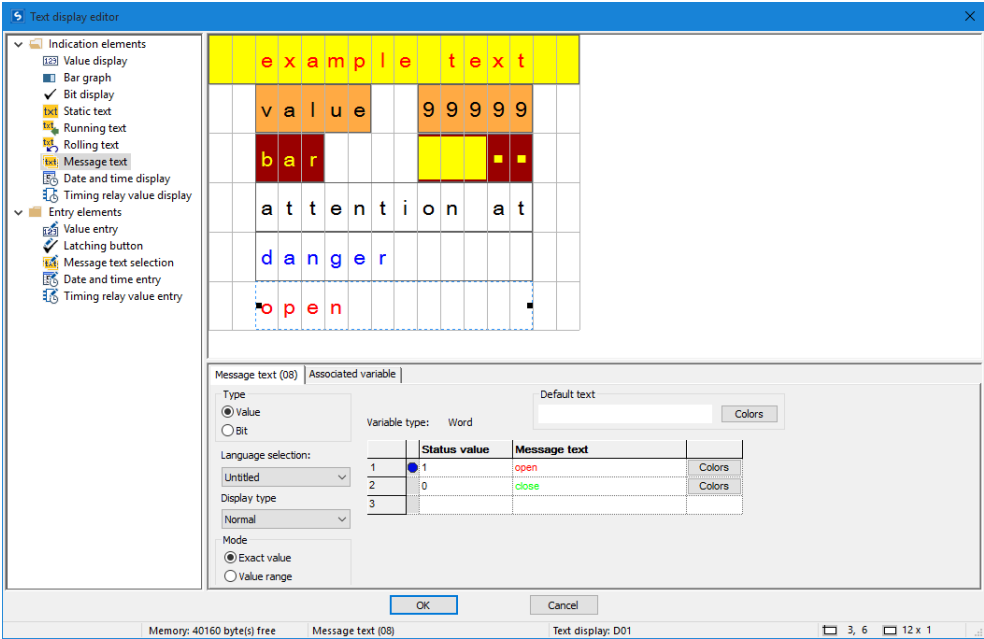 Text display editor
Indication elements
Value display
Bar graph
Bit display
Static text
Running text
Rolling text
Message text
Date and time display
Timing relay value display
Entry elements
Value entry
Latching button
Message text selection
Date and time entry
Timing relay value entry
example text
value 99999
bar
attention at
danger
open
Message text (08) Associated variable
Type
Value
Bit
Language selection:
Untitled
Display type
Normal
Mode
Exact value
Value range
Default text
Colors
Variable type: Word
Status value Message text
1 1 open Colors
2 0 close Colors
3
OK Cancel
Memory: 40160 byte(s) free Message text (08) Text display: D01 3, 6 12 x 1